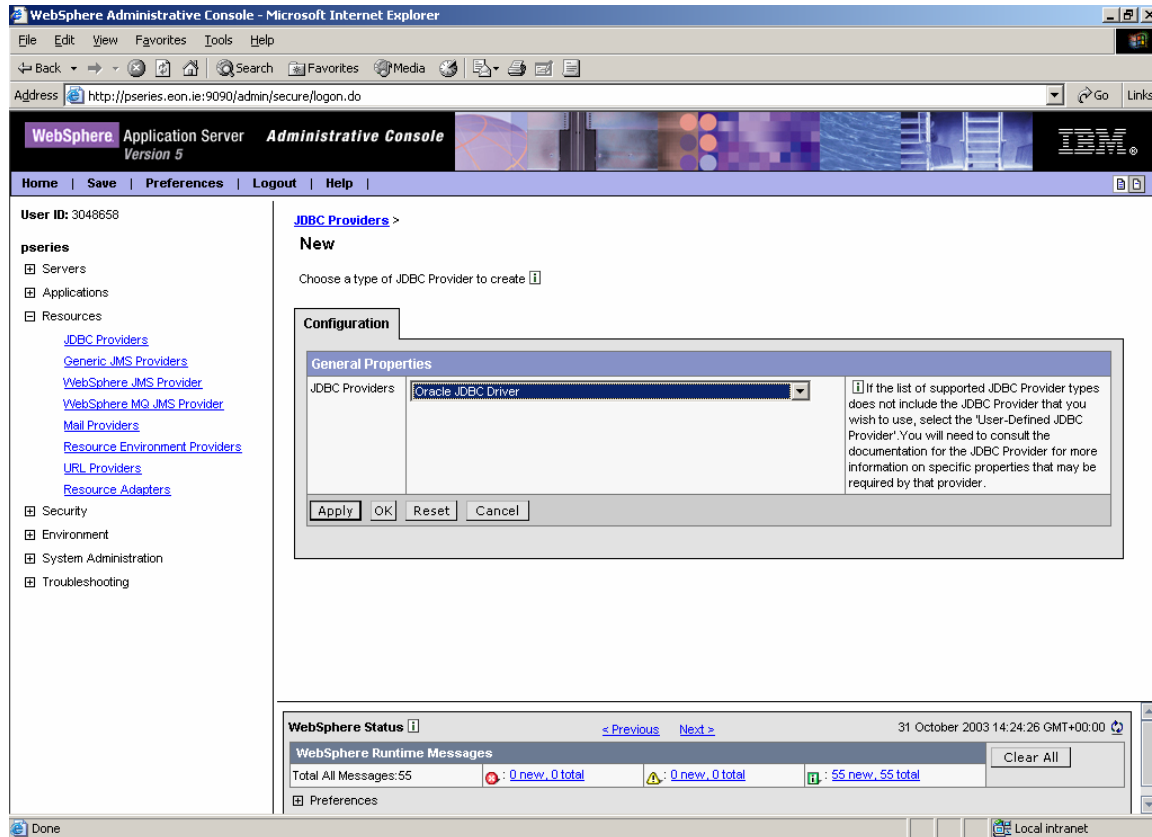 WebSphere Administrative Console - Microsoft Internet Explorer
File Edit View Favorites Tools Help
Back Search Favorites Media
Address http://pseries.eon.ie:9090/admin/secure/logon.do Go Links
WebSphere Application Server Administrative Console
Version 5
IBM®
Home | Save | Preferences | Logout | Help |
User ID: 3048658
pseries
Servers
Applications
Resources
JDBC Providers
Generic JMS Providers
WebSphere JMS Provider
WebSphere MQ JMS Provider
Mail Providers
Resource Environment Providers
URL Providers
Resource Adapters
Security
Environment
System Administration
Troubleshooting
JDBC Providers >
New
Choose a type of JDBC Provider to create i
Configuration
General Properties
JDBC Providers
Oracle JDBC Driver
i If the list of supported JDBC Provider types
does not include the JDBC Provider that you
wish to use, select the 'User-Defined JDBC
Provider'.You will need to consult the
documentation for the JDBC Provider for more
information on specific properties that may be
required by that provider.
Apply OK Reset Cancel
WebSphere Status i < Previous Next > 31 October 2003 14:24:26 GMT+00:00
WebSphere Runtime Messages
Clear All
Total All Messages:55 : 0 new, 0 total : 0 new, 0 total : 55 new, 55 total
Preferences
Done Local intranet